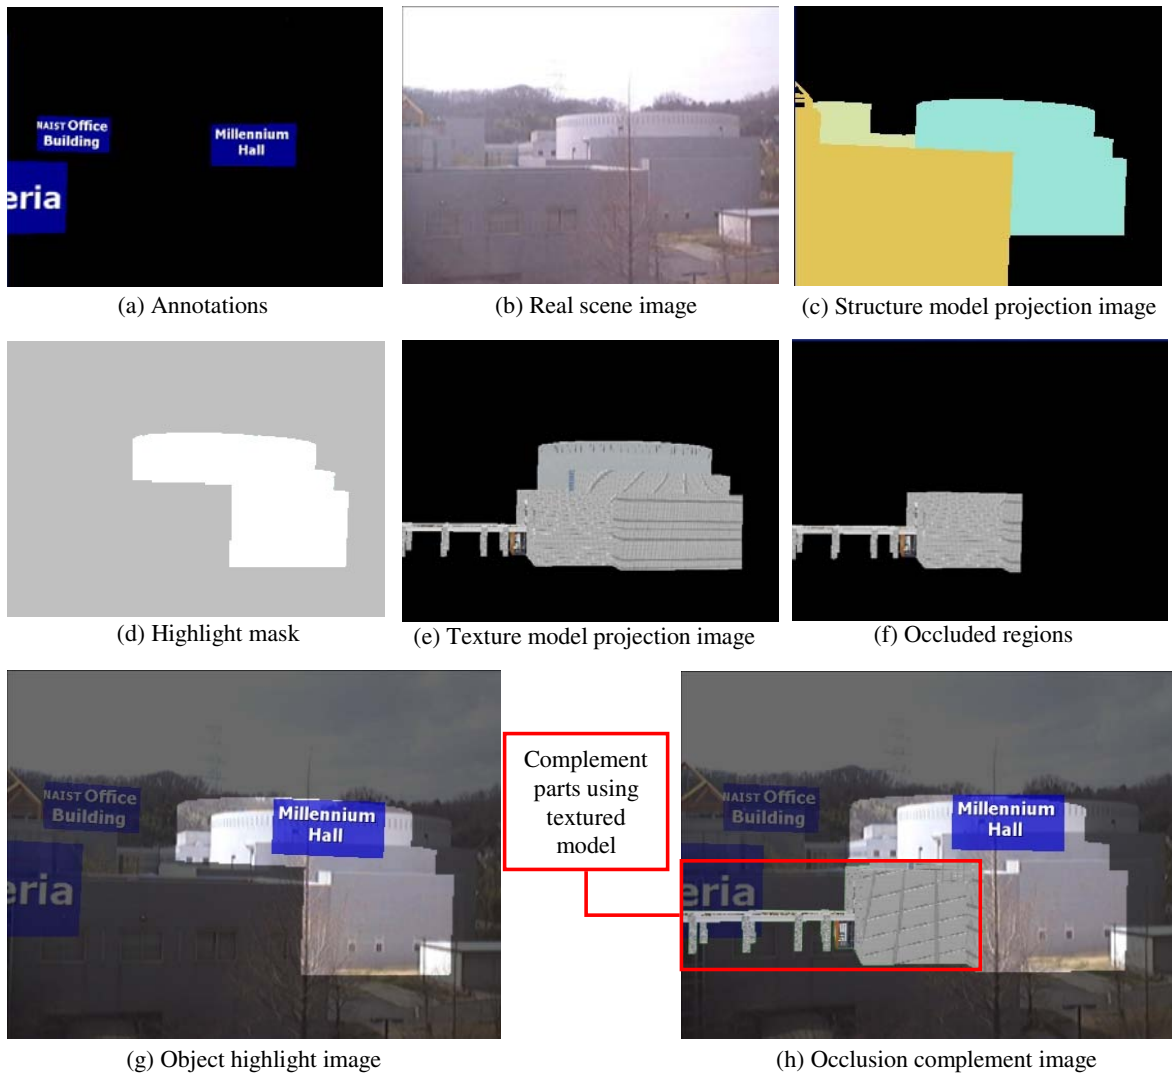 NAIST Office
Building
Millennium
Hall
eria
(a) Annotations
(b) Real scene image
(c) Structure model projection image
(d) Highlight mask
(e) Texture model projection image
(f) Occluded regions
NAIST Office
Building
Millennium
Hall
eria
Complement
parts using
textured
model
NAIST Office
Building
Millennium
Hall
eria
(g) Object highlight image
(h) Occlusion complement image